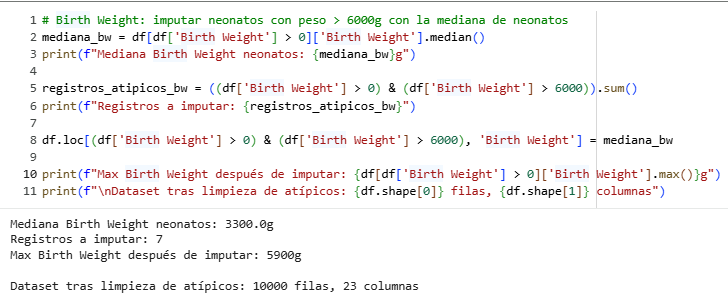 1 # Birth Weight: imputar neonatos con peso > 6000g con la mediana de neonatos
2 mediana_bw = df[df['Birth Weight'] > 0]['Birth Weight'].median()
3 print(f"Mediana Birth Weight neonatos: {mediana_bw}g")
4
5 registros_atipicos_bw = ((df['Birth Weight'] > 0) & (df['Birth Weight'] > 6000)).sum()
6 print(f"Registros a imputar: {registros_atipicos_bw}")
7
8 df.loc[(df['Birth Weight'] > 0) & (df['Birth Weight'] > 6000), 'Birth Weight'] = mediana_bw
9
10 print(f"Max Birth Weight después de imputar: {df[df['Birth Weight'] > 0]['Birth Weight'].max()}g")
11 print(f"\nDataset tras limpieza de atípicos: {df.shape[0]} filas, {df.shape[1]} columnas")
Mediana Birth Weight neonatos: 3300.0g
Registros a imputar: 7
Max Birth Weight después de imputar: 5900g
Dataset tras limpieza de atípicos: 10000 filas, 23 columnas